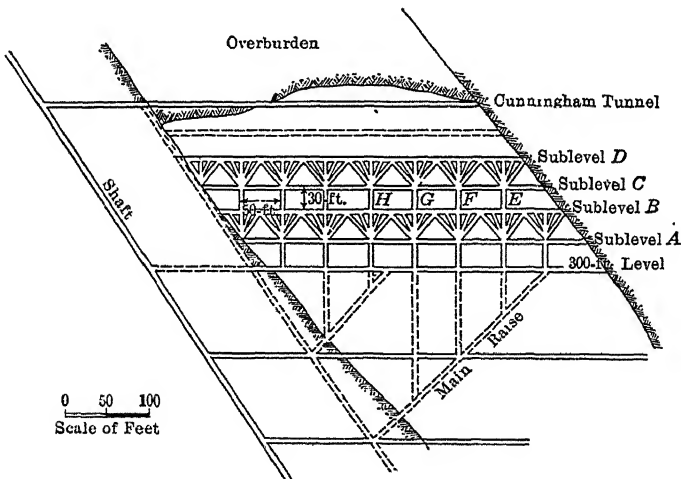 Overburden
Cunningham Tunnel
Sublevel D
Sublevel C
Sublevel B
Sublevel A
300-ft. Level
Shaft
H
G
F
E
30-ft.
50-ft.
Main Raise
0 50 100
Scale of Feet